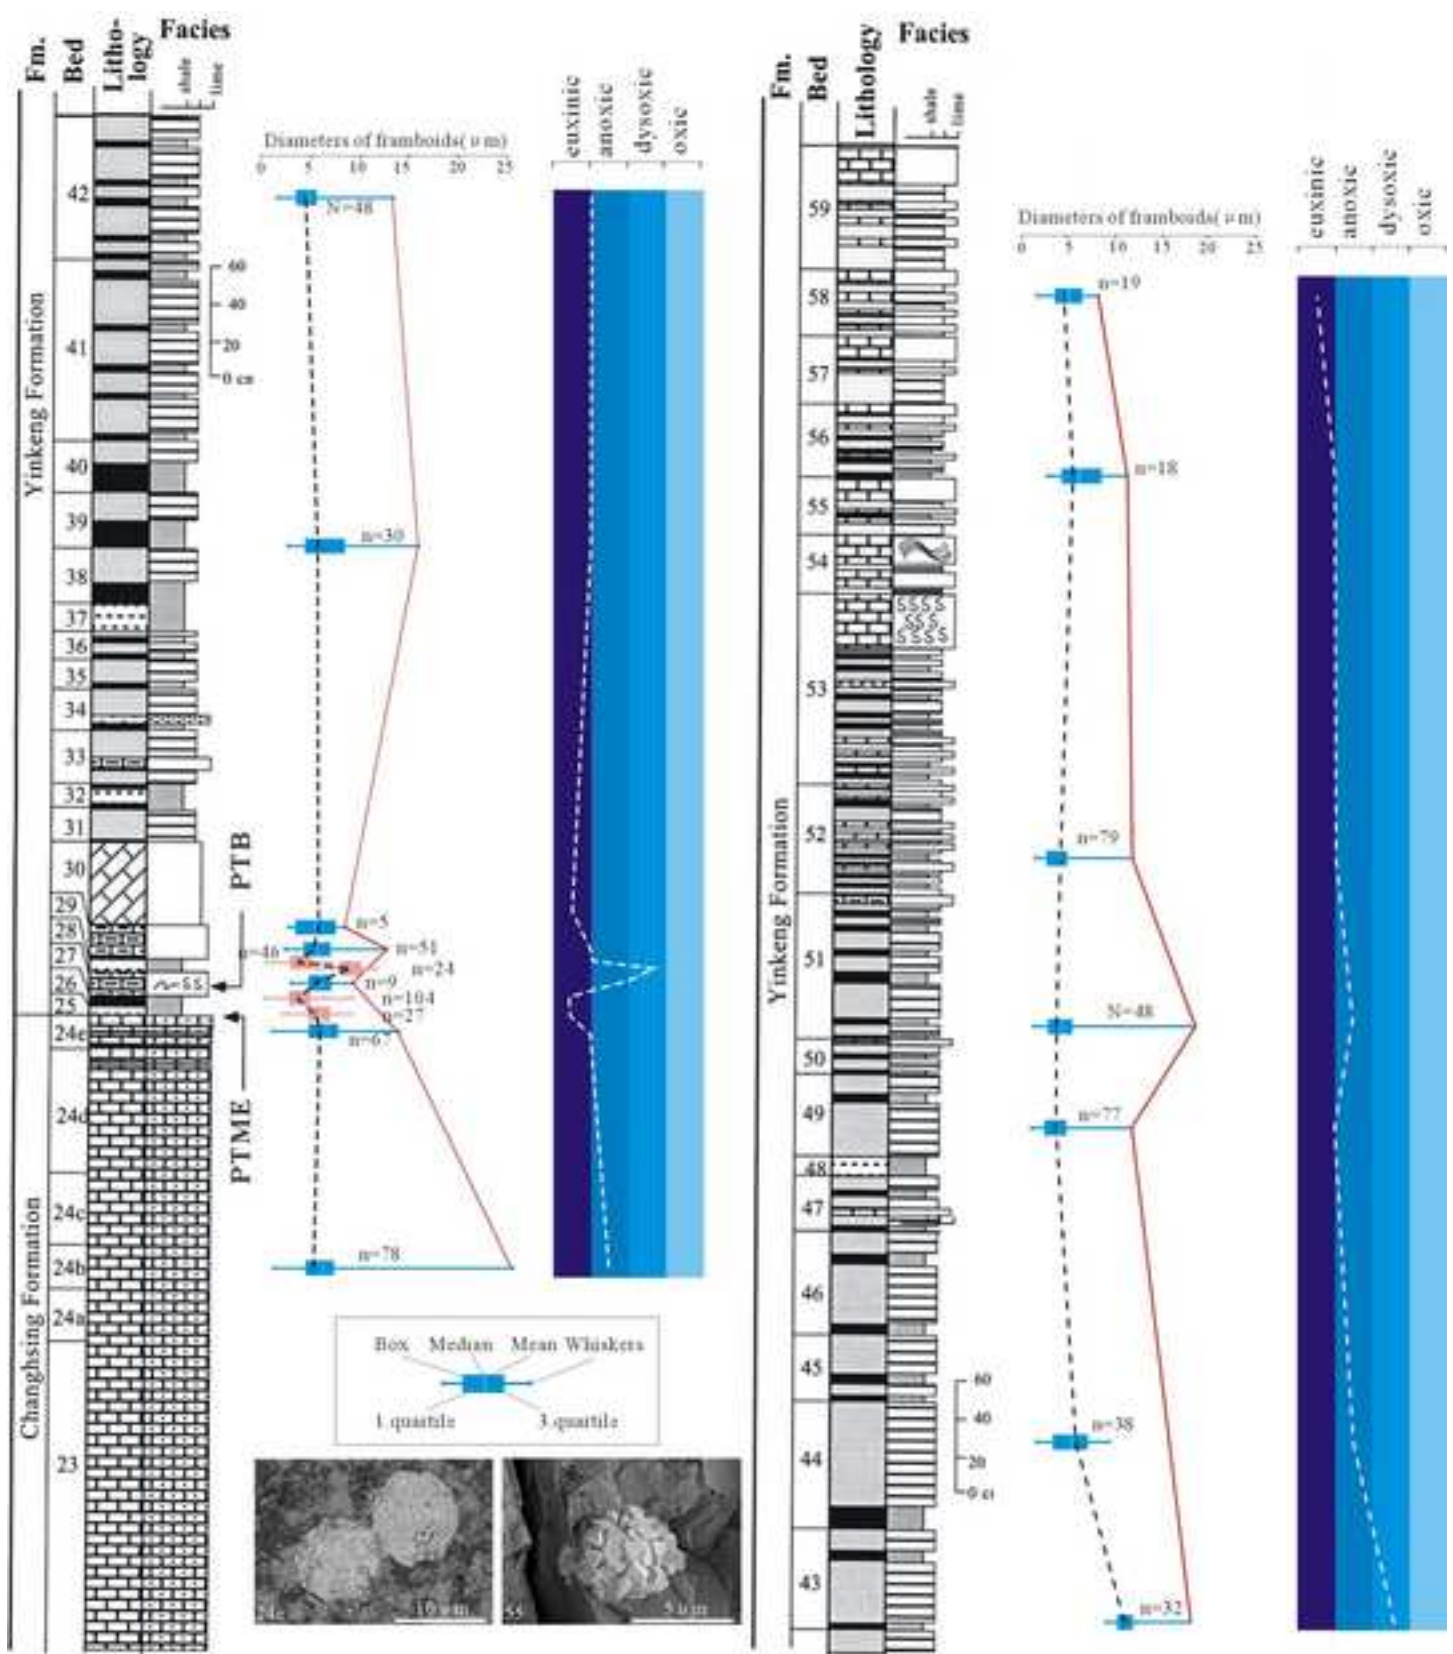 Fm.
Bed
Litho-
logy
Facies
shale
lime
Diameters of framboids(μm)
0 5 10 15 20 25
euxinic
anoxic
dysoxic
oxic
Yinkeng Formation
Changhsing Formation
42
41
40
39
38
37
36
35
34
33
32
31
30
29
28
27
26
25
24e
24d
24c
24b
24a
23
60
40
20
0 cm
N=48
n=30
n=5
n=51
n=46
n=24
n=9
n=104
n=27
n=67
n=78
PTB
PTME
Box Median Mean Whiskers
1.quartile 3.quartile
5 μm
Fm.
Bed
Lithology
Facies
shale
lime
Diameters of framboids(μm)
0 5 10 15 20 25
euxinic
anoxic
dysoxic
oxic
Yinkeng Formation
59
58
57
56
55
54
53
52
51
50
49
48
47
46
45
44
43
60
40
20
n=19
n=18
n=79
N=48
n=77
n=38
n=32